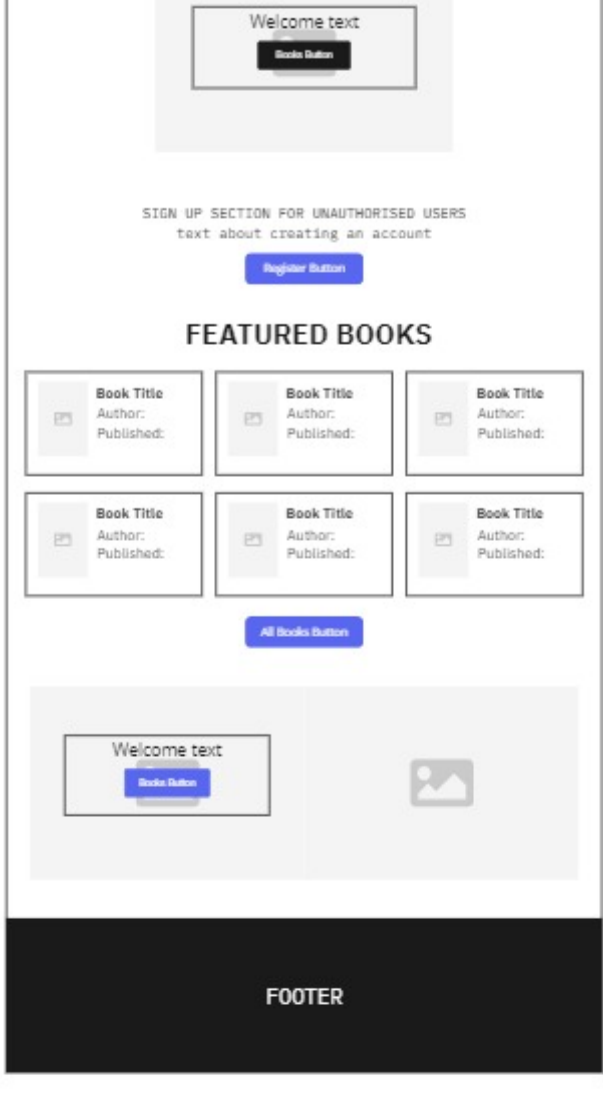 Welcome text
Books Button
SIGN UP SECTION FOR UNAUTHORISED USERS
text about creating an account
Register Button
FEATURED BOOKS
Book Title
Author:
Published:
Book Title
Author:
Published:
Book Title
Author:
Published:
Book Title
Author:
Published:
Book Title
Author:
Published:
Book Title
Author:
Published:
All Books Button
Welcome text
Books Button
FOOTER